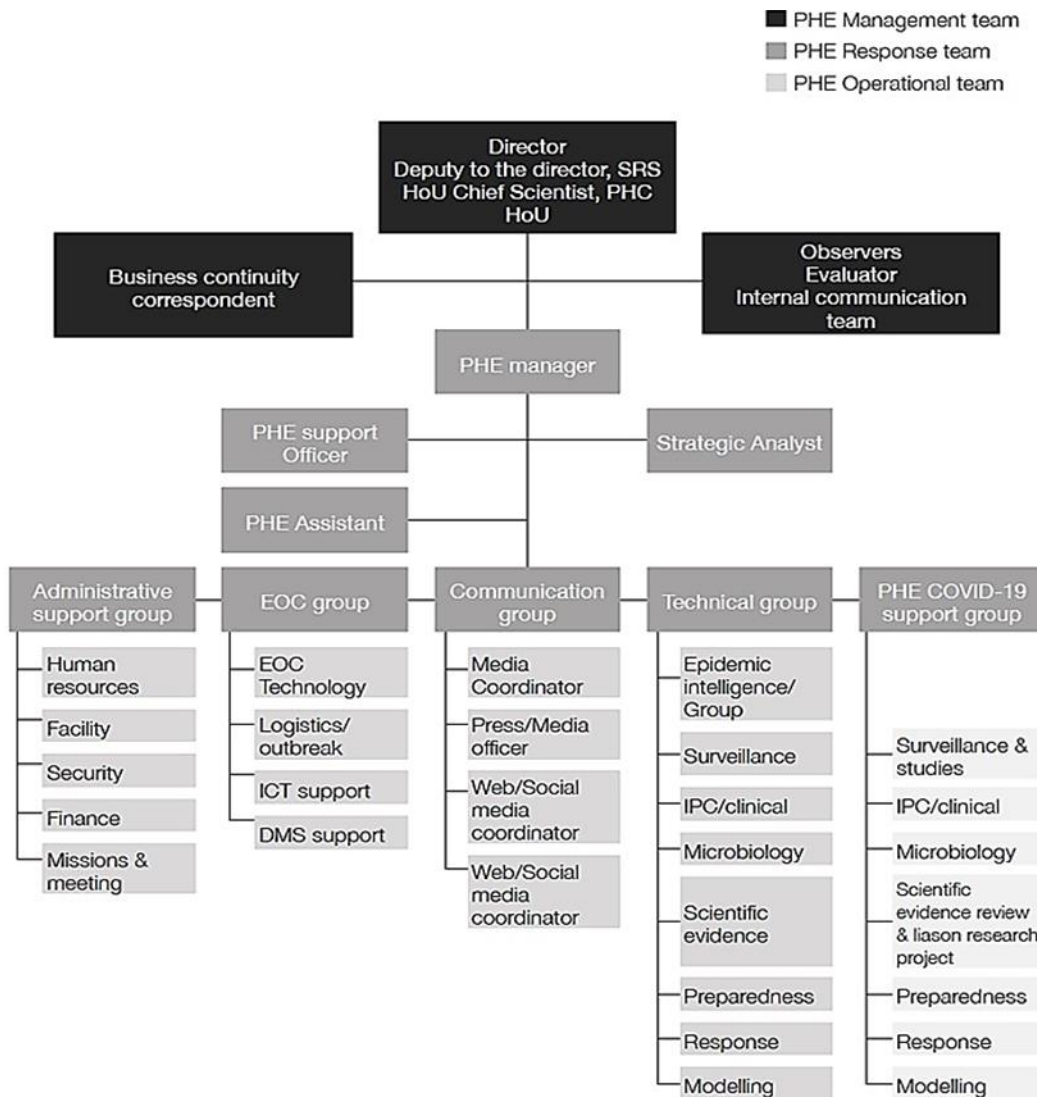 PHE Management team
PHE Response team
PHE Operational team
Director
Deputy to the director, SRS
HoU Chief Scientist, PHC
HoU
Business continuity
correspondent
Observers
Evaluator
Internal communication
team
PHE manager
PHE support
Officer
Strategic Analyst
PHE Assistant
Administrative
support group
EOC group
Communication
group
Technical group
PHE COVID-19
support group
Human
resources
Facility
Security
Finance
Missions &
meeting
EOC
Technology
Logistics/
outbreak
ICT support
DMS support
Media
Coordinator
Press/Media
officer
Web/Social
media
coordinator
Web/Social
media
coordinator
Epidemic
intelligence/
Group
Surveillance
IPC/clinical
Microbiology
Scientific
evidence
Preparedness
Response
Modelling
Surveillance &
studies
IPC/clinical
Microbiology
Scientific
evidence review
& liason research
project
Preparedness
Response
Modelling